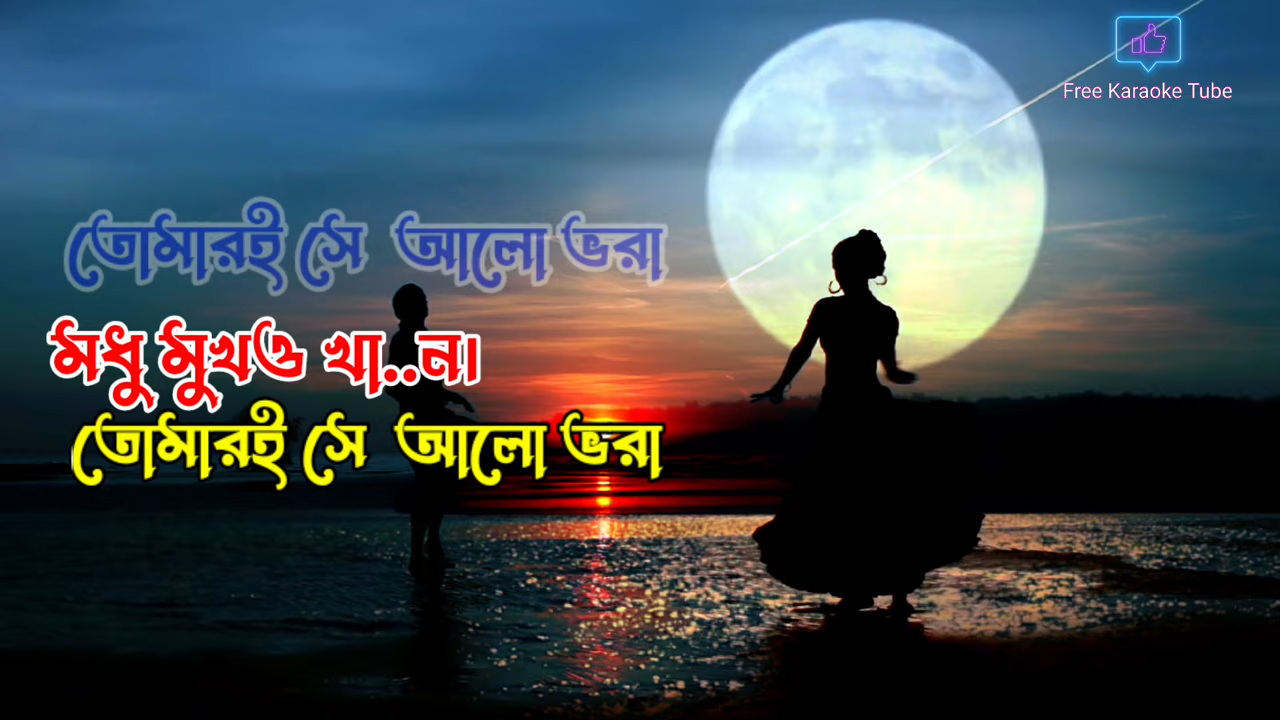 Free Karaoke Tube
তোমারই সে আলো ভরা
মধু মুখও খা..ন।
তোমারই সে আলো ভরা